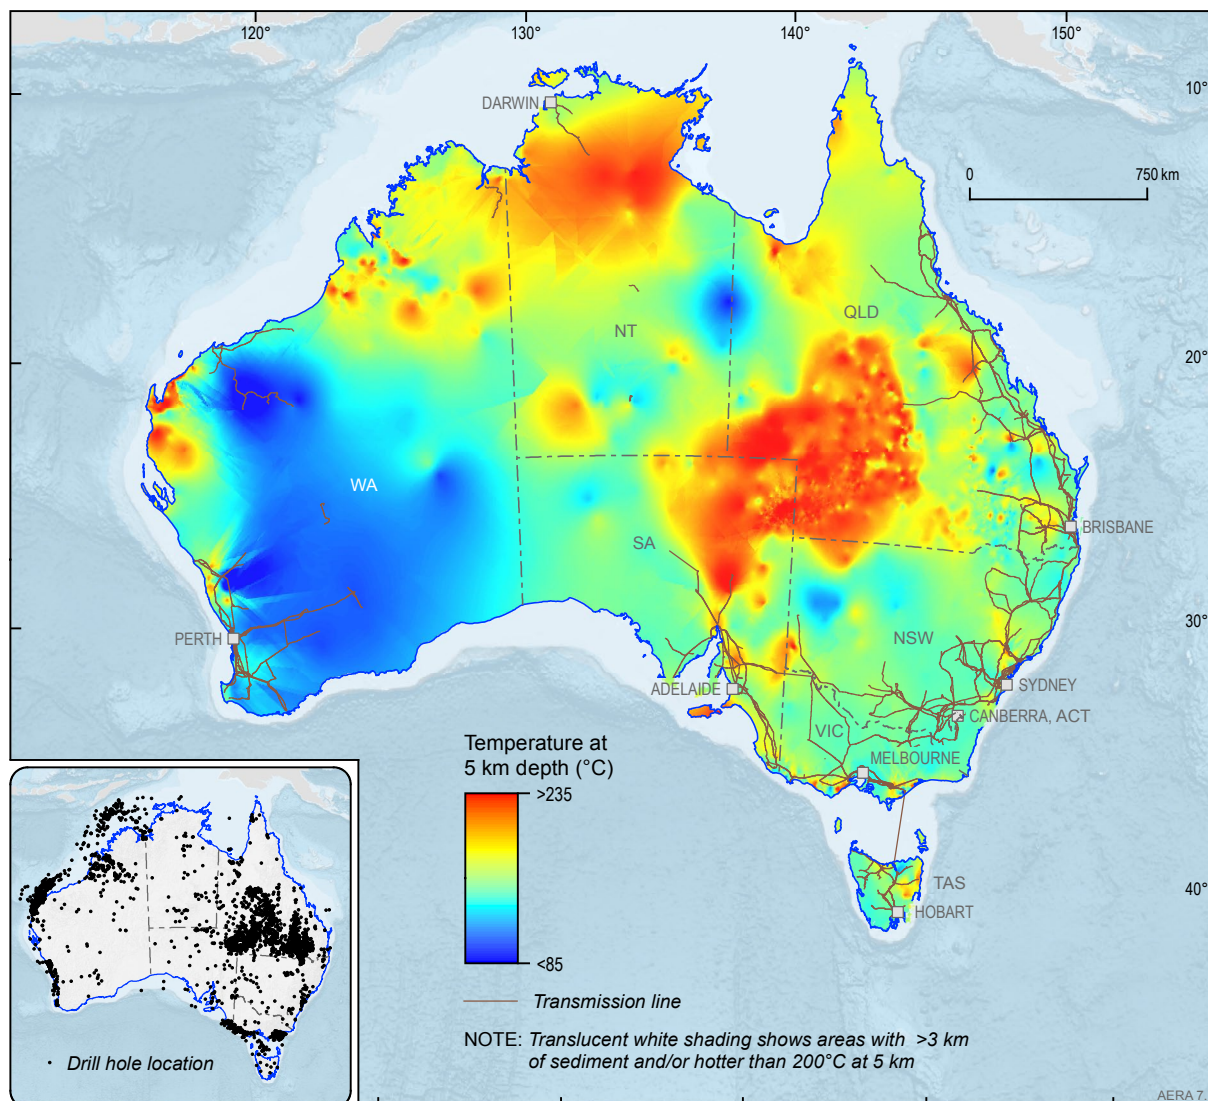 120°
130°
140°
150°
10°
DARWIN
0
750 km
QLD
NT
20°
WA
BRISBANE
SA
30°
PERTH
NSW
ADELAIDE
SYDNEY
CANBERRA, ACT
VIC
MELBOURNE
Temperature at
5 km depth (°C)
>235
40°
TAS
HOBART
<85
Transmission line
NOTE: Translucent white shading shows areas with >3 km
of sediment and/or hotter than 200°C at 5 km
Drill hole location
AERA 7.